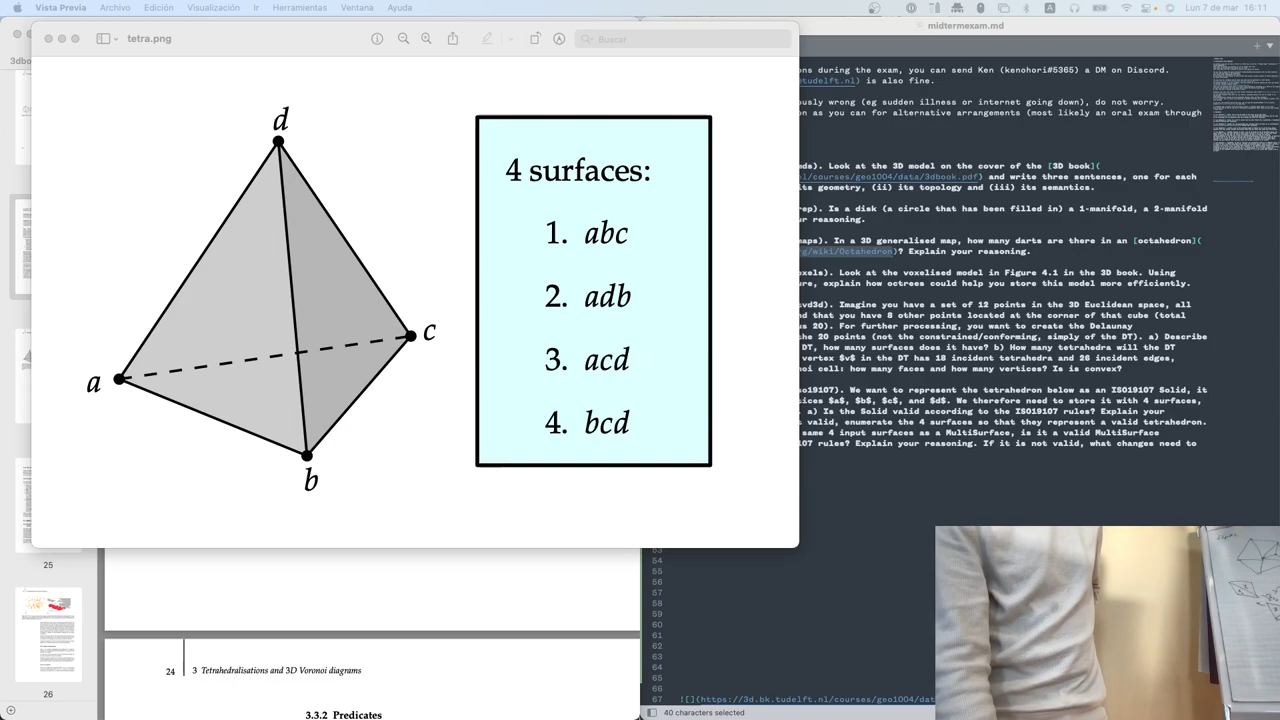 Vista Previa Archivo Edición Visualización Ir Herramientas Ventana Ayuda
Lun 7 de mar 16:11
tetra.png
Buscar
midtermexam.md
3dbo
d
a
c
b
4 surfaces:
1. abc
2. adb
3. acd
4. bcd
ons during the exam, you can send Ken (kenohori#5365) a DM on Discord.
tudelft.nl) is also fine.
ously wrong (eg sudden illness or internet going down), do not worry.
on as you can for alternative arrangements (most likely an oral exam through
nds). Look at the 3D model on the cover of the [3D book](
nl/courses/geo1004/data/3dbook.pdf) and write three sentences, one for each
its geometry, (ii) its topology and (iii) its semantics.
rep). Is a disk (a circle that has been filled in) a 1-manifold, a 2-manifold
ur reasoning.
maps). In a 3D generalised map, how many darts are there in an [octahedron](
rg/wiki/Octahedron)? Explain your reasoning.
xels). Look at the voxelised model in Figure 4.1 in the 3D book. Using
ure, explain how octrees could help you store this model more efficiently.
tvd3d). Imagine you have a set of 12 points in the 3D Euclidean space, all
nd that you have 8 other points located at the corner of that cube (total
us 20). For further processing, you want to create the Delaunay
the 20 points (not the constrained/conforming, simply of the DT). a) Describe
DT, how many surfaces does it have? b) How many tetrahedra will the DT
vertex $v$ in the DT has 18 incident tetrahedra and 26 incident edges,
noi cell: how many faces and how many vertices? Is is convex?
so19107). We want to represent the tetrahedron below as an ISO19107 Solid, it
ices $a$, $b$, $c$, and $d$. We therefore need to store it with 4 surfaces,
. a) Is the Solid valid according to the ISO19107 rules? Explain your
t valid, enumerate the 4 surfaces so that they represent a valid tetrahedron.
same 4 input surfaces as a MultiSurface, is it a valid MultiSurface
07 rules? Explain your reasoning. If it is not valid, what changes need to
53
54
55
56
57
58
59
60
61
62
63
64
65
66
67 ![](https://3d.bk.tudelft.nl/courses/geo1004/dat
40 characters selected
25
26
24 3 Tetrahedralisations and 3D Voronoi diagrams
3.3.2 Predicates